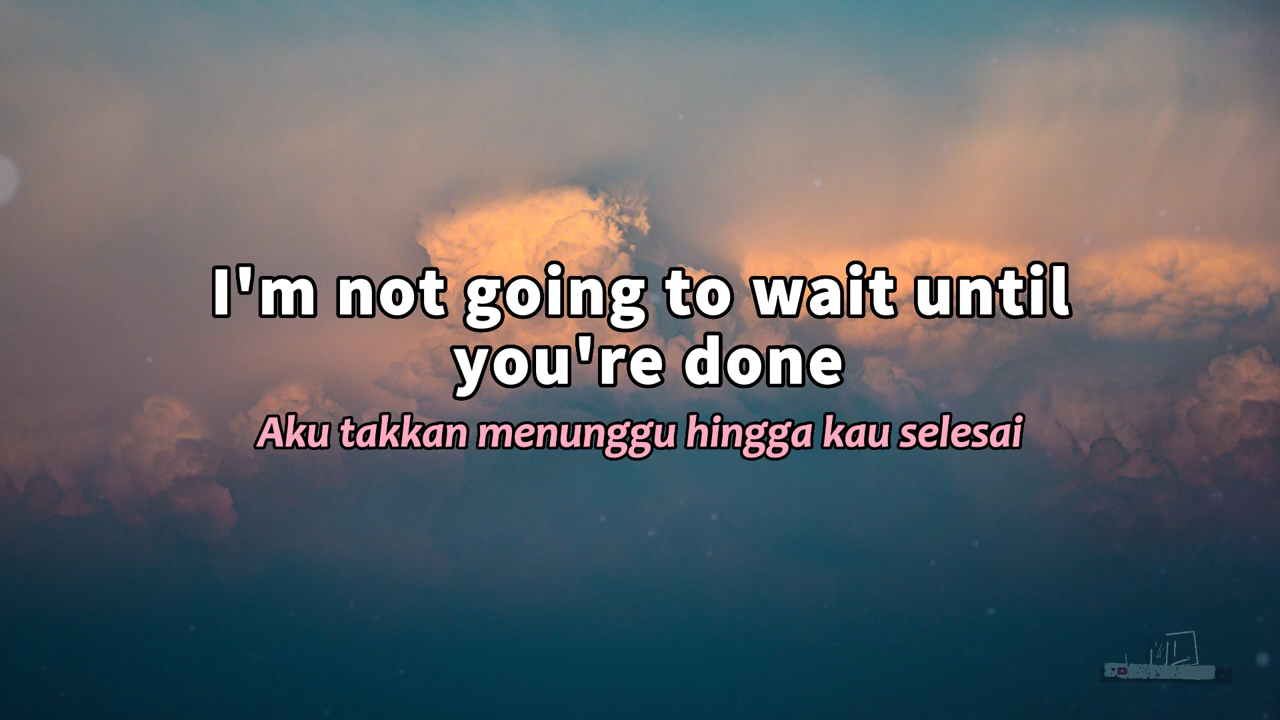 I'm not going to wait until
you're done
Aku takkan menunggu hingga kau selesai